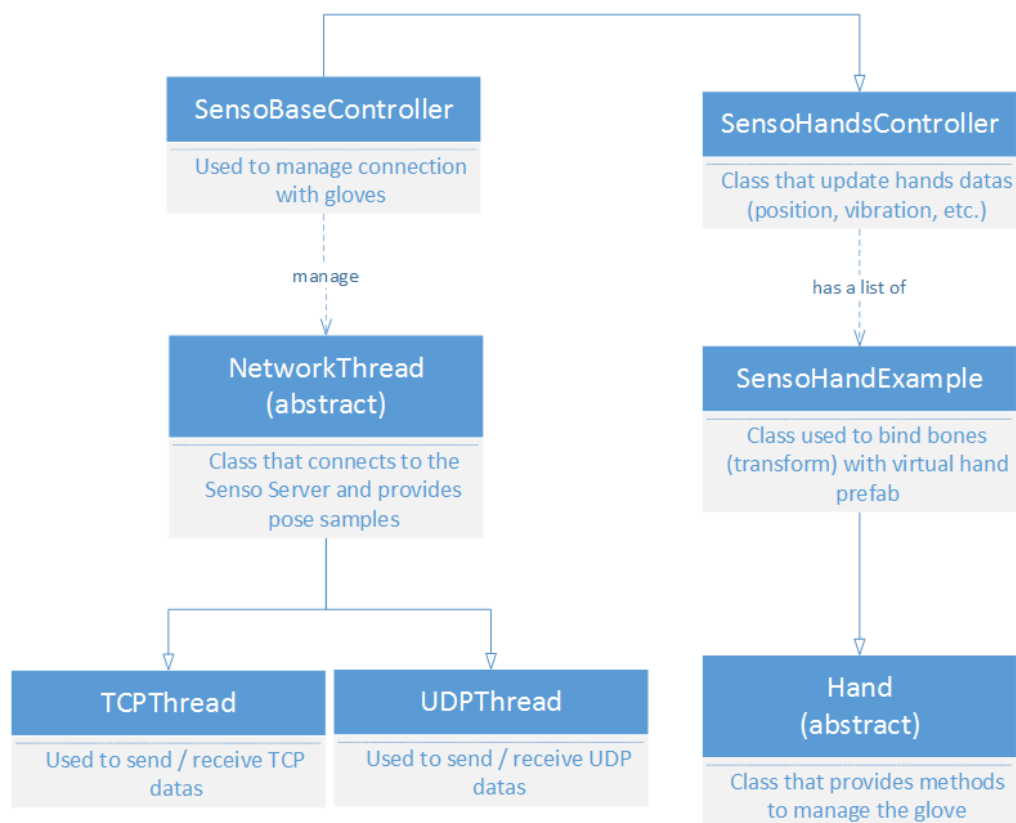 SensoBaseController
Used to manage connection
with gloves
manage
NetworkThread
(abstract)
Class that connects to the
Senso Server and provides
pose samples
TCPThread
Used to send / receive TCP
datas
UDPThread
Used to send / receive UDP
datas
SensoHandsController
Class that update hands datas
(position, vibration, etc.)
has a list of
SensoHandExample
Class used to bind bones
(transform) with virtual hand
prefab
Hand
(abstract)
Class that provides methods
to manage the glove